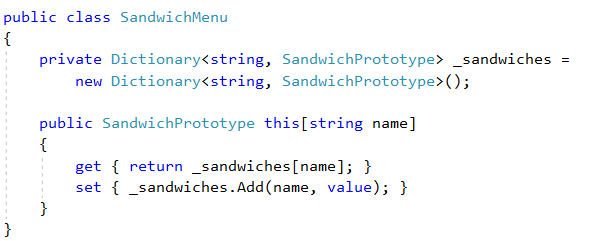 public class SandwichMenu
{
    private Dictionary<string, SandwichPrototype> _sandwiches =
        new Dictionary<string, SandwichPrototype>();
    public SandwichPrototype this[string name]
    {
        get { return _sandwiches[name]; }
        set { _sandwiches.Add(name, value); }
    }
}